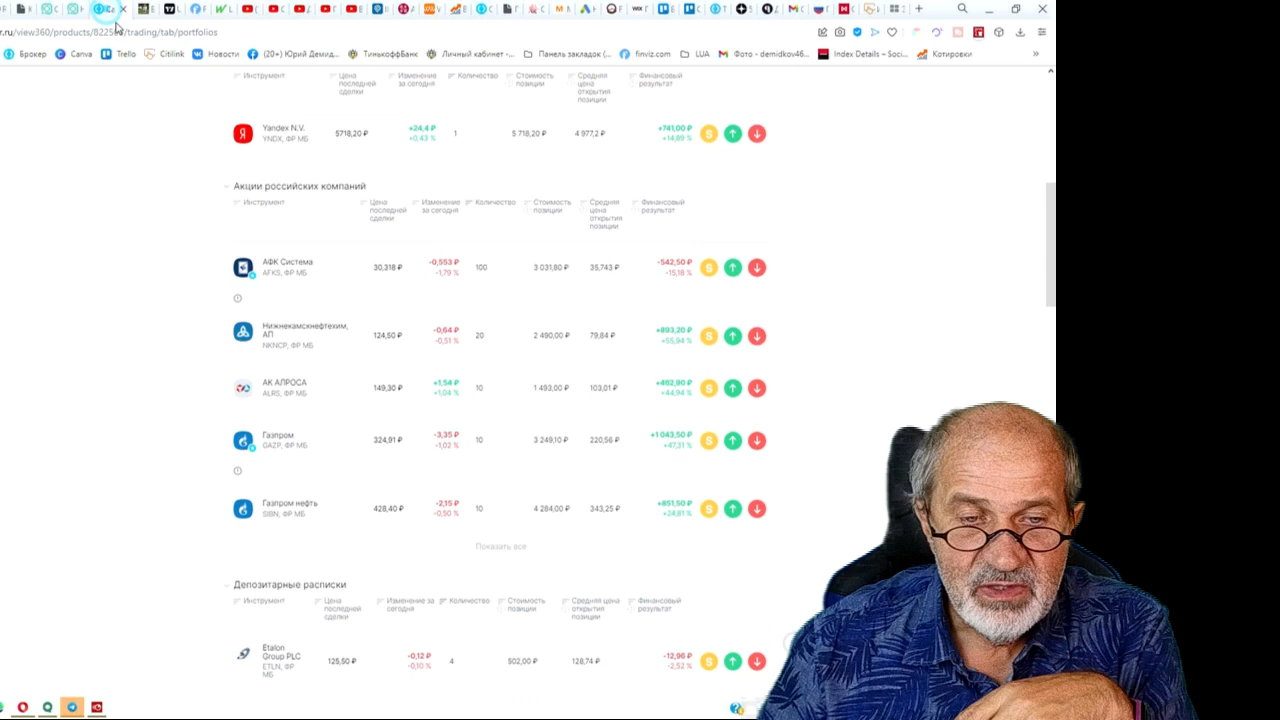 r.ru/view360/products/8225 /trading/tab/portfolios
Брокер Canva Trello Citilink Новости (20+) Юрий Демид... ТинькоффБанк Личный кабинет -... Панель закладок (... finviz.com LUA Фото – demidkov46... Index Details – Soci... Котировки »
Инструмент Цена последней сделки Изменение за сегодня Количество Стоимость позиции Средняя цена открытия позиции Финансовый результат
Yandex N.V. 5718,20 ₽ +24,4 ₽ 1 5 718,20 ₽ 4 977,2 ₽ +741,00 ₽ S
YNDX, ФР МБ +0,43 % +14,89 %
Акции российских компаний
Инструмент Цена последней сделки Изменение за сегодня Количество Стоимость позиции Средняя цена открытия позиции Финансовый результат
АФК Система 30,318 ₽ -0,553 ₽ 100 3 031,80 ₽ 35,743 ₽ -542,50 ₽ S
AFKS, ФР МБ -1,79 % -15,18 %
Нижнекамскнефтехим, АП 124,50 ₽ -0,64 ₽ 20 2 490,00 ₽ 79,84 ₽ +893,20 ₽ S
NKNCP, ФР МБ -0,51 % +55,94 %
АК АЛРОСА 149,30 ₽ +1,54 ₽ 10 1 493,00 ₽ 103,01 ₽ +462,90 ₽ S
ALRS, ФР МБ +1,04 % +44,94 %
Газпром 324,91 ₽ -3,35 ₽ 10 3 249,10 ₽ 220,56 ₽ +1 043,50 ₽ S
GAZP, ФР МБ -1,02 % +47,31 %
Газпром нефть 428,40 ₽ -2,15 ₽ 10 4 284,00 ₽ 343,25 ₽ +851,50 ₽ S
SIBN, ФР МБ -0,50 % +24,81 %
Показать все
Депозитарные расписки
Инструмент Цена последней сделки Изменение за сегодня Количество Стоимость позиции Средняя цена открытия позиции Финансовый результат
Etalon Group PLC 125,50 ₽ -0,12 ₽ 4 502,00 ₽ 128,74 ₽ -12,96 ₽ S
ETLN, ФР МБ -0,10 % -2,52 %